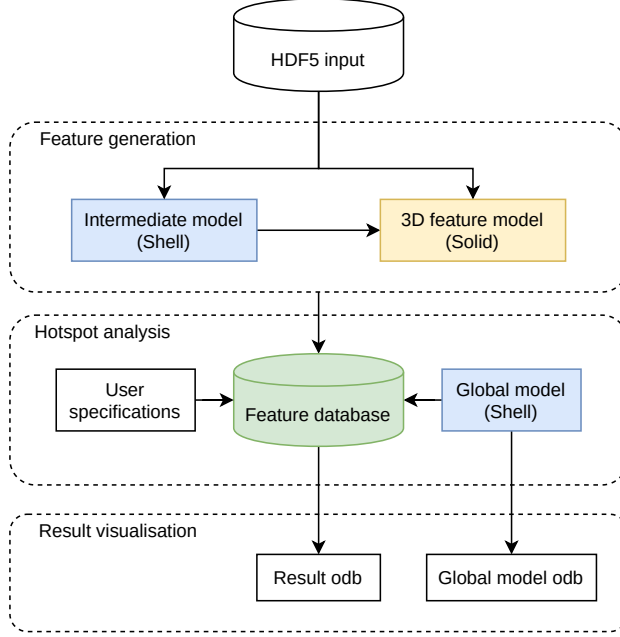 HDF5 input
Feature generation
Intermediate model
(Shell)
3D feature model
(Solid)
Hotspot analysis
User
specifications
Feature database
Global model
(Shell)
Result visualisation
Result odb
Global model odb